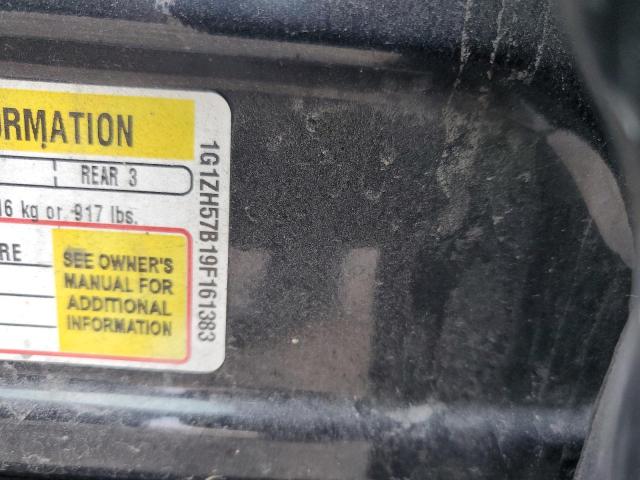 ORMATION
REAR 3
16 kg or 917 lbs.
RE
SEE OWNER'S
MANUAL FOR
ADDITIONAL
INFORMATION
1G1ZH57B19F161383